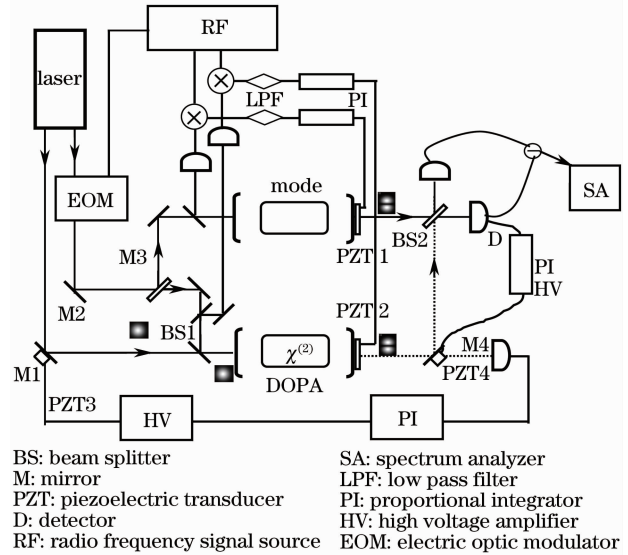 RF
laser
LPF
PI
EOM
mode
SA
M3
BS2
D
PZT 1
PI
HV
M2
PZT 2
BS1
χ(2)
M4
M1
DOPA
PZT4
PZT3
HV
PI
BS: beam splitter
M: mirror
PZT: piezoelectric transducer
D: detector
RF: radio frequency signal source
SA: spectrum analyzer
LPF: low pass filter
PI: proportional integrator
HV: high voltage amplifier
EOM: electric optic modulator